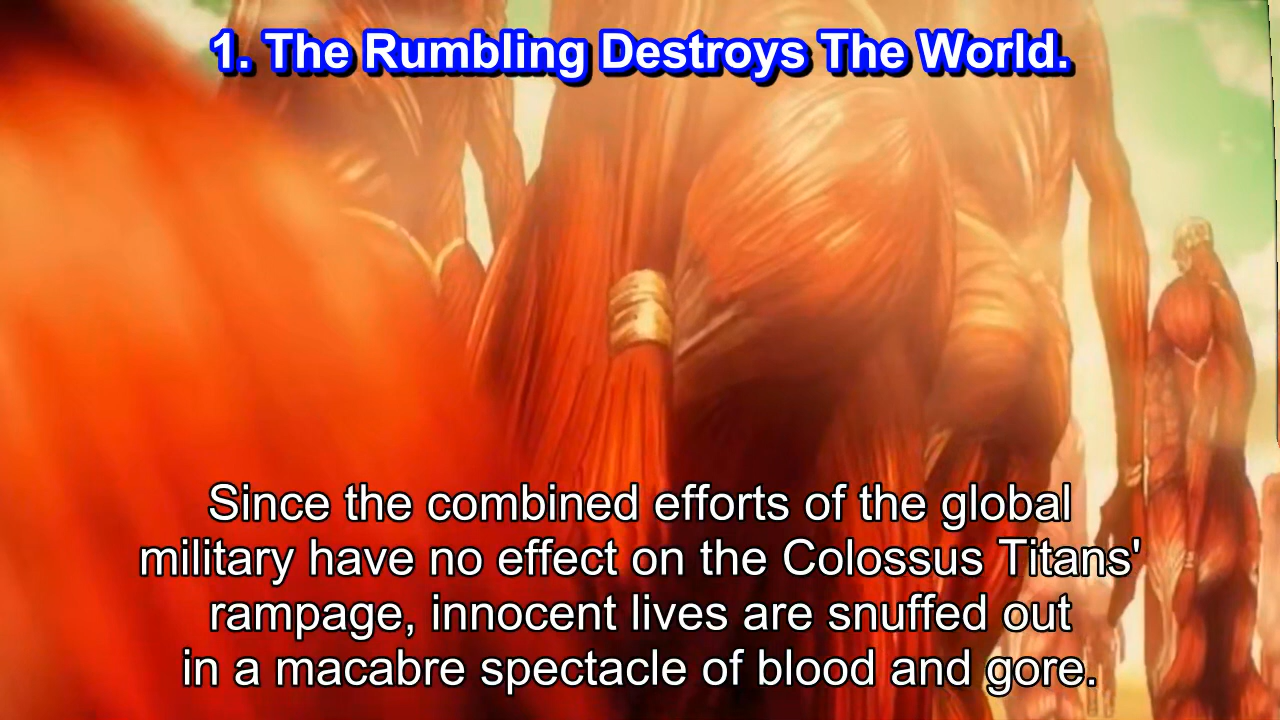 1. The Rumbling Destroys The World.
Since the combined efforts of the global
military have no effect on the Colossus Titans'
rampage, innocent lives are snuffed out
in a macabre spectacle of blood and gore.